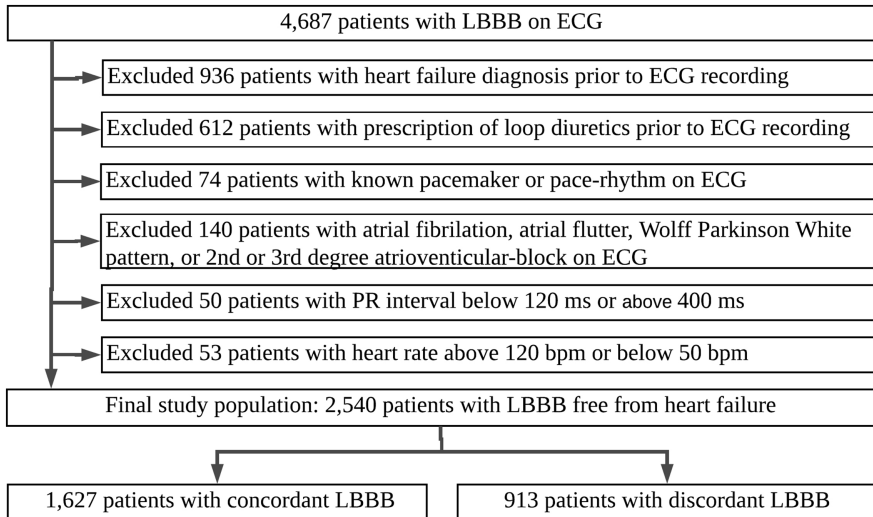 4,687 patients with LBBB on ECG
Excluded 936 patients with heart failure diagnosis prior to ECG recording
Excluded 612 patients with prescription of loop diuretics prior to ECG recording
Excluded 74 patients with known pacemaker or pace-rhythm on ECG
Excluded 140 patients with atrial fibrilation, atrial flutter, Wolff Parkinson White
pattern, or 2nd or 3rd degree atrioventicular-block on ECG
Excluded 50 patients with PR interval below 120 ms or above 400 ms
Excluded 53 patients with heart rate above 120 bpm or below 50 bpm
Final study population: 2,540 patients with LBBB free from heart failure
1,627 patients with concordant LBBB
913 patients with discordant LBBB